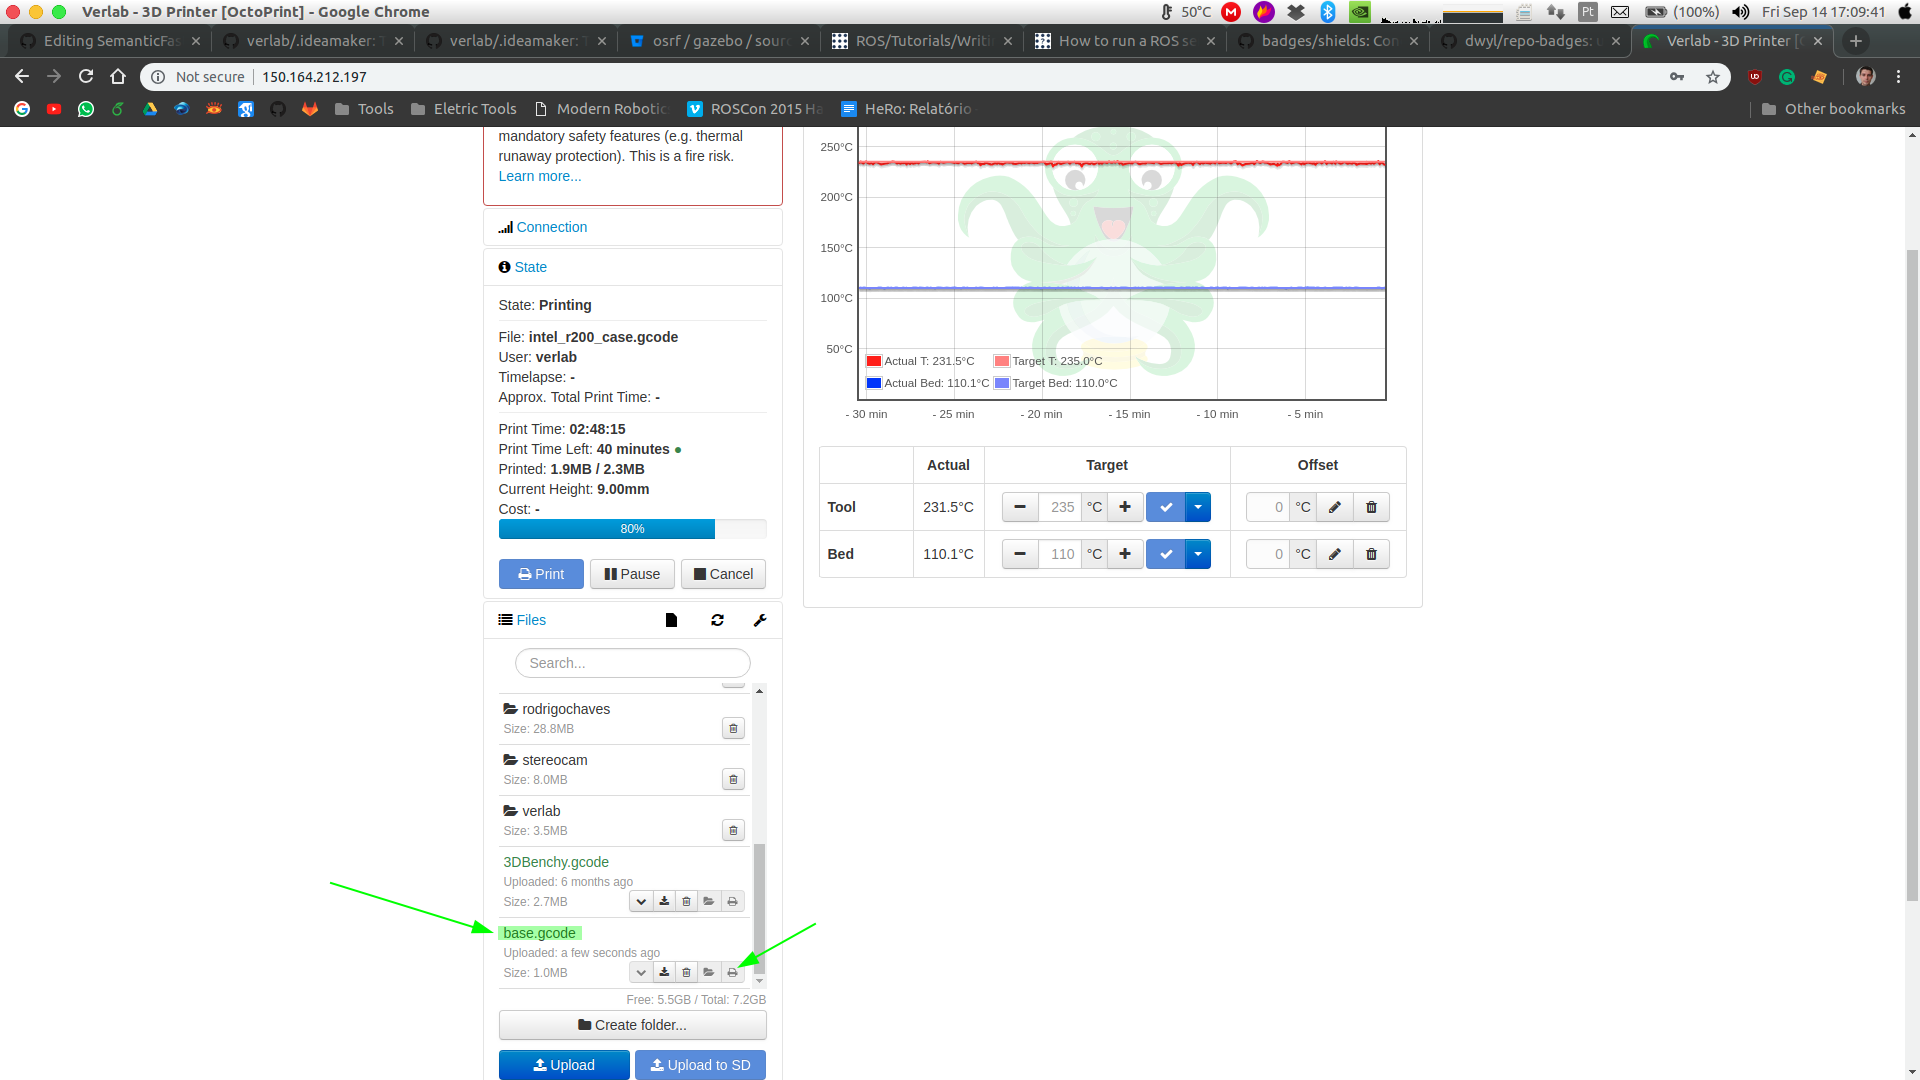 Verlab - 3D Printer [OctoPrint] - Google Chrome
50°C
Pt
(100%)
Fri Sep 14 17:09:41
Editing SemanticFas
verlab/.ideamaker: T
verlab/.ideamaker: T
osrf / gazebo / sourc
ROS/Tutorials/Writi
How to run a ROS se
badges/shields: Con
dwyl/repo-badges: u
Verlab - 3D Printer [O
Not secure
150.164.212.197
Tools
Eletric Tools
Modern Robotic
ROSCon 2015 Ha
HeRo: Relatório
Other bookmarks
mandatory safety features (e.g. thermal
runaway protection). This is a fire risk.
Learn more...
Connection
State
State: Printing
File: intel_r200_case.gcode
User: verlab
Timelapse: -
Approx. Total Print Time: -
Print Time: 02:48:15
Print Time Left: 40 minutes
Printed: 1.9MB / 2.3MB
Current Height: 9.00mm
Cost: -
80%
Print
Pause
Cancel
Files
Search...
rodrigochaves
Size: 28.8MB
stereocam
Size: 8.0MB
verlab
Size: 3.5MB
3DBenchy.gcode
Uploaded: 6 months ago
Size: 2.7MB
base.gcode
Uploaded: a few seconds ago
Size: 1.0MB
Free: 5.5GB / Total: 7.2GB
Create folder...
Upload
Upload to SD
250°C
200°C
150°C
100°C
50°C
Actual T: 231.5°C
Target T: 235.0°C
Actual Bed: 110.1°C
Target Bed: 110.0°C
- 30 min
- 25 min
- 20 min
- 15 min
- 10 min
- 5 min
Actual
Target
Offset
Tool
231.5°C
235
°C
0
°C
Bed
110.1°C
110
°C
0
°C